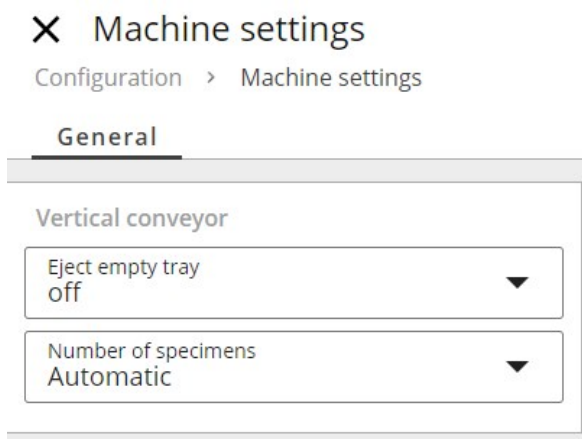 Machine settings
Configuration > Machine settings
General
Vertical conveyor
Eject empty tray
off
Number of specimens
Automatic